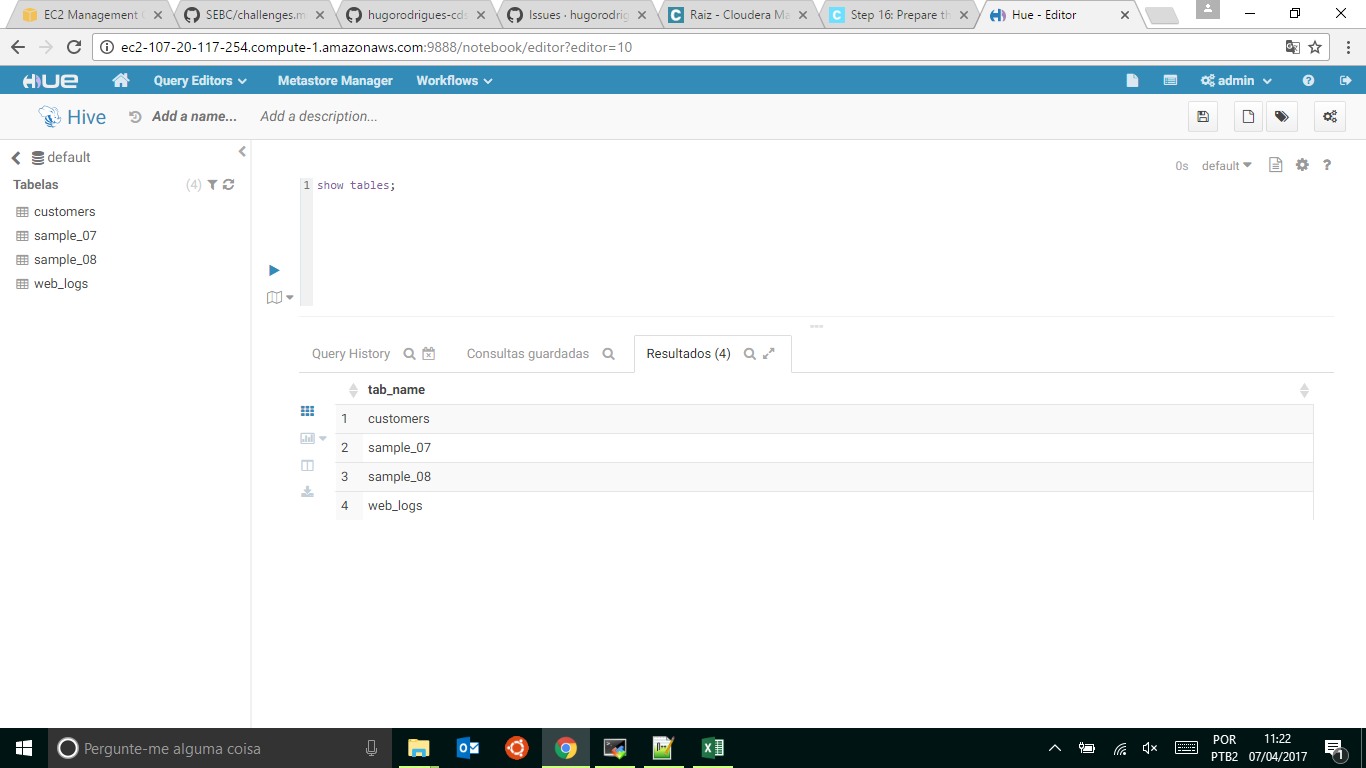 EC2 Management
SEBC/challenges.m
hugorodrigues-cds
Issues · hugorodrig
Raiz - Cloudera Ma
Step 16: Prepare th
Hue - Editor
ec2-107-20-117-254.compute-1.amazonaws.com:9888/notebook/editor?editor=10
HUE Query Editors Metastore Manager Workflows admin
Hive Add a name... Add a description...
default
Tabelas (4)
customers
sample_07
sample_08
web_logs
0s default ?
1 show tables;
Query History Consultas guardadas Resultados (4)
tab_name
1 customers
2 sample_07
3 sample_08
4 web_logs
Pergunte-me alguma coisa
POR 11:22
PTB2 07/04/2017
1